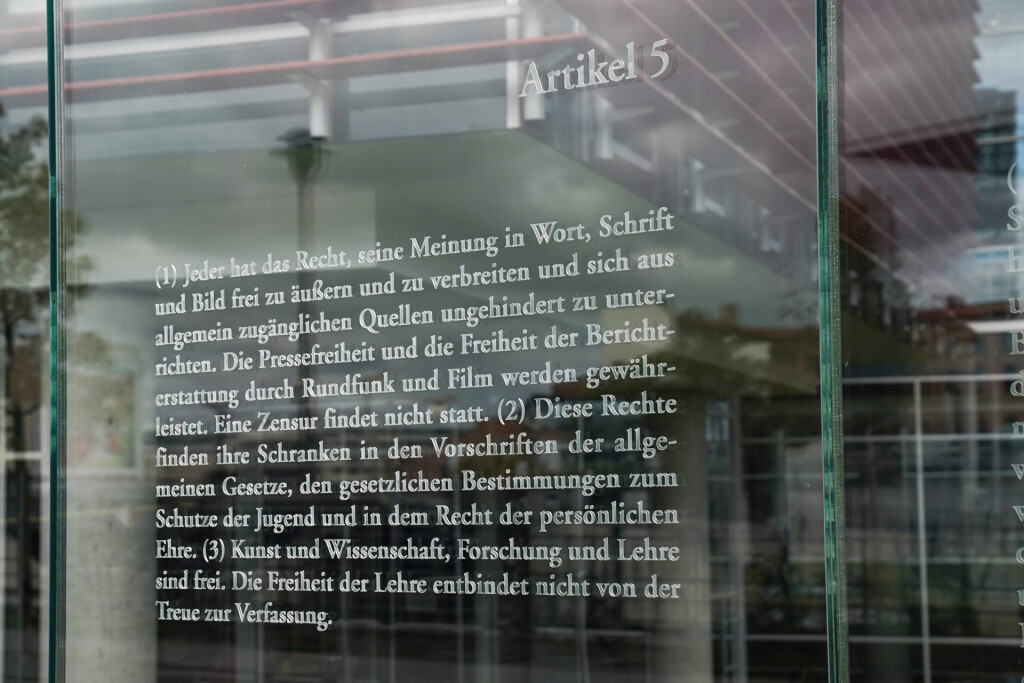 Artikel 5
(1) Jeder hat das Recht, seine Meinung in Wort, Schrift
und Bild frei zu äußern und zu verbreiten und sich aus
allgemein zugänglichen Quellen ungehindert zu unter-
richten. Die Pressefreiheit und die Freiheit der Bericht-
erstattung durch Rundfunk und Film werden gewähr-
leistet. Eine Zensur findet nicht statt. (2) Diese Rechte
finden ihre Schranken in den Vorschriften der allge-
meinen Gesetze, den gesetzlichen Bestimmungen zum
Schutze der Jugend und in dem Recht der persönlichen
Ehre. (3) Kunst und Wissenschaft, Forschung und Lehre
sind frei. Die Freiheit der Lehre entbindet nicht von der
Treue zur Verfassung.